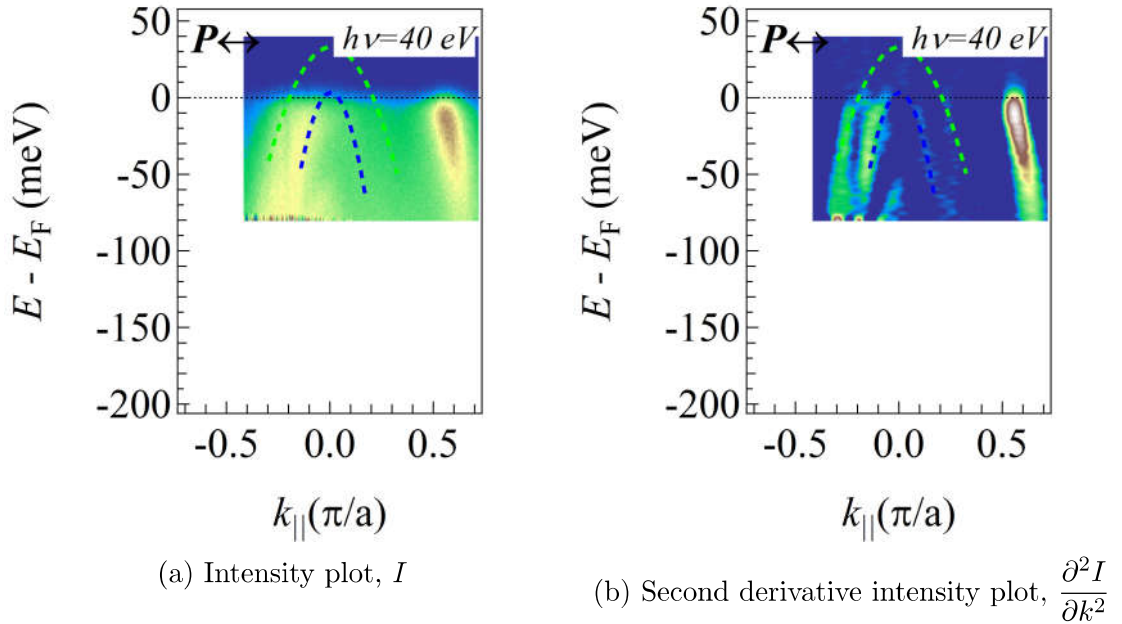 50
0
-50
-100
-150
-200
E - E_F (meV)
P↔
hν=40 eV
-0.5 0.0 0.5
k_||(π/a)
(a) Intensity plot, I
50
0
-50
-100
-150
-200
E - E_F (meV)
P↔
hν=40 eV
-0.5 0.0 0.5
k_||(π/a)
(b) Second derivative intensity plot, ∂²I/∂k²